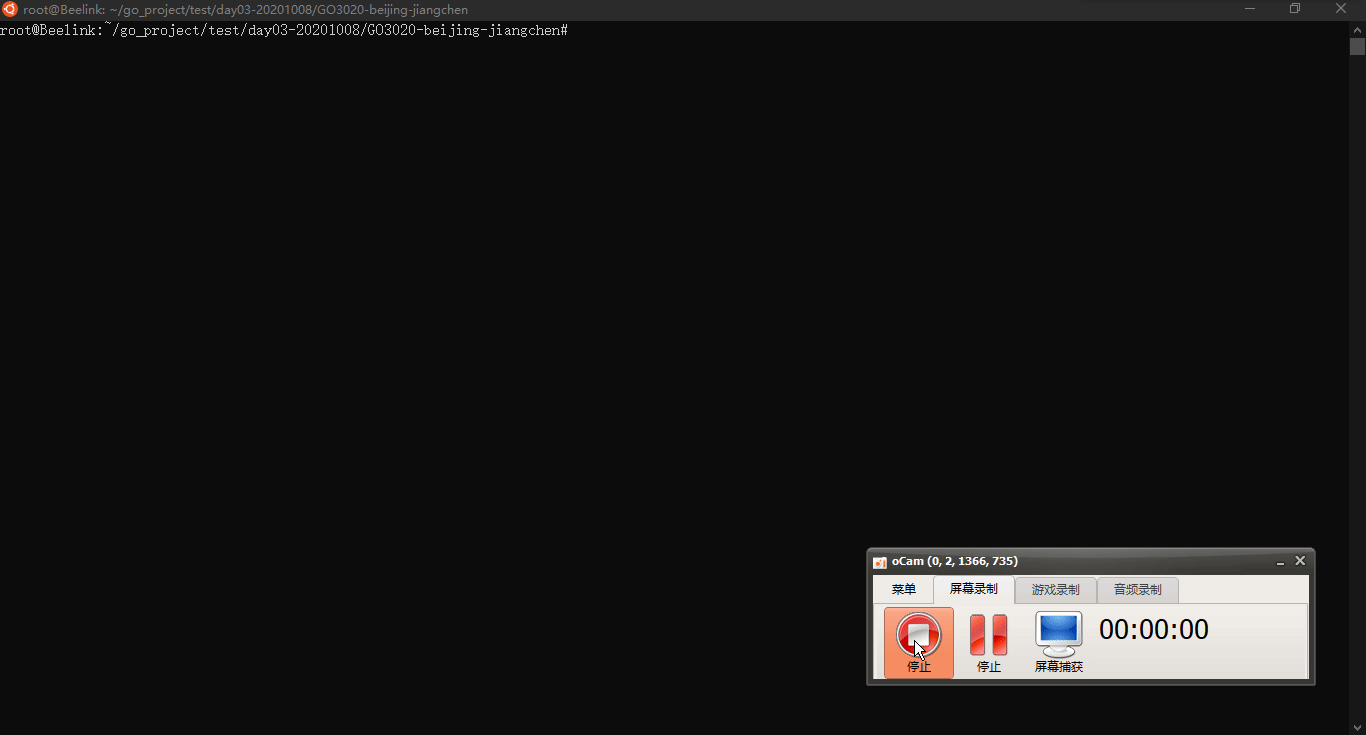 root@Beelink: ~/go_project/test/day03-20201008/GO3020-beijing-jiangchen
root@Beelink:~/go_project/test/day03-20201008/GO3020-beijing-jiangchen#
oCam (0, 2, 1366, 735)
菜单 屏幕录制 游戏录制 音频录制
00:00:00
停止 停止 屏幕捕获